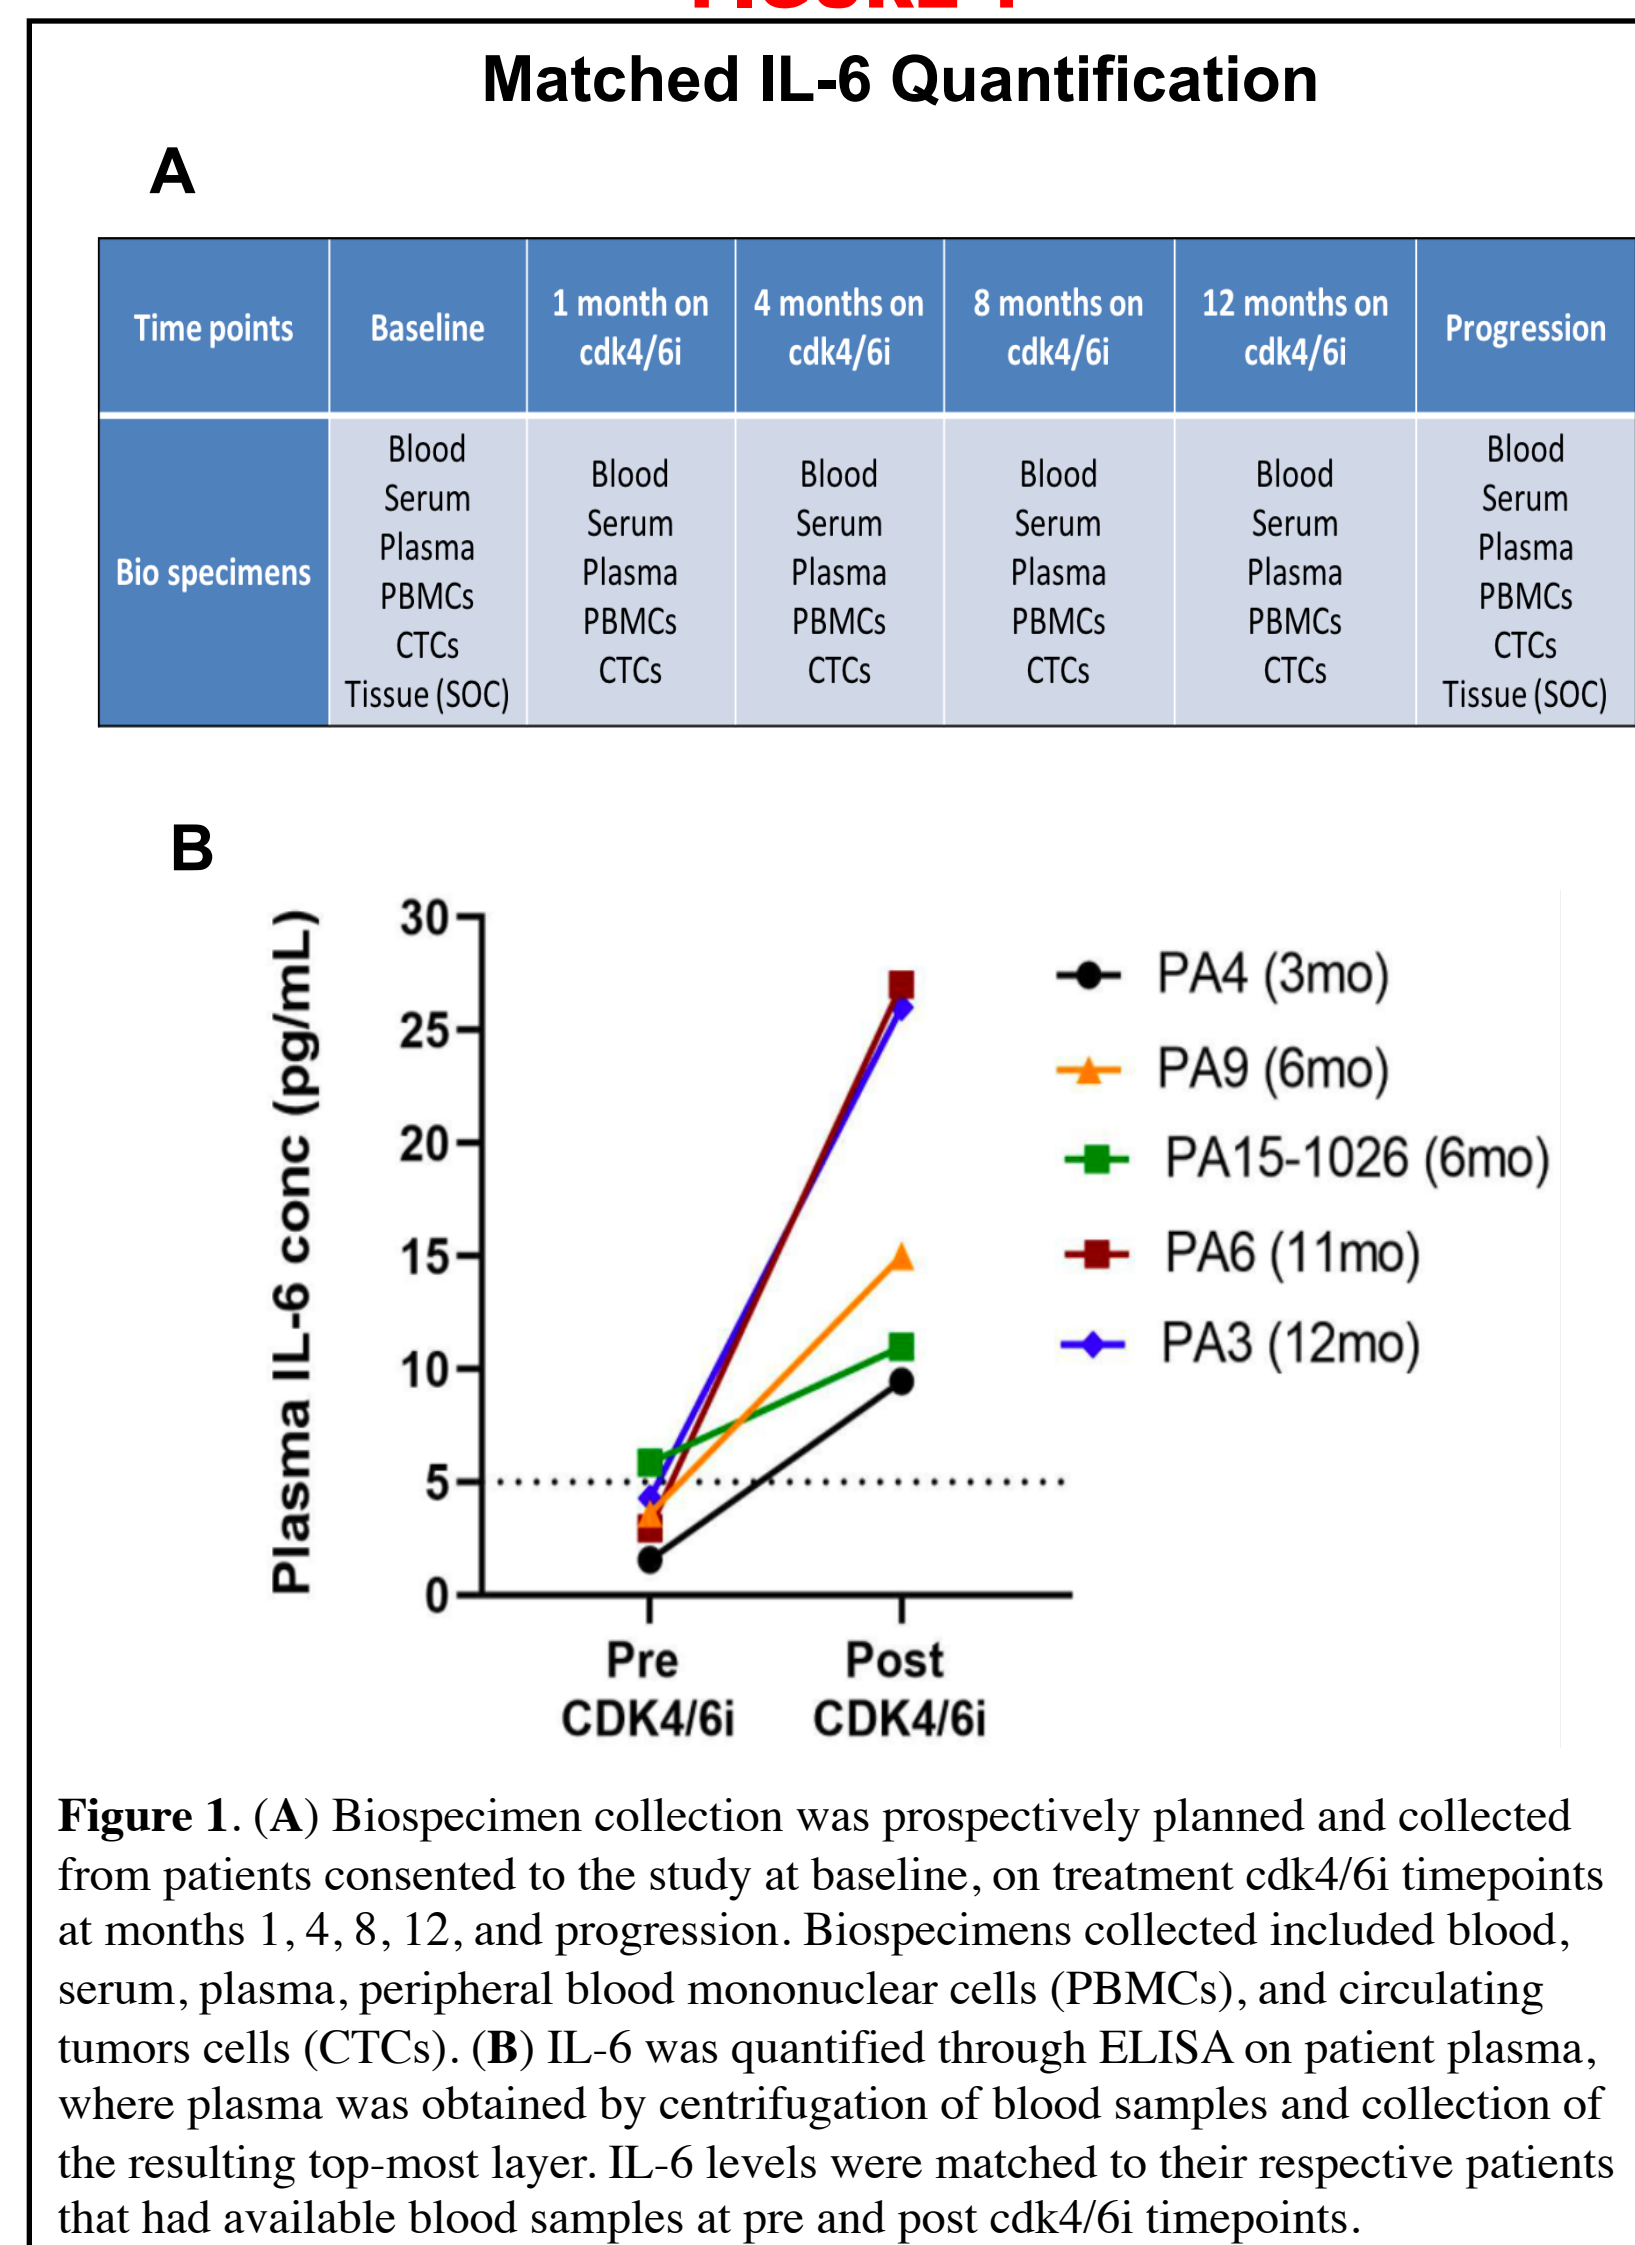 FIGURE 1
Matched IL-6 Quantification
A
Time points
Baseline
1 month on
cdk4/6i
4 months on
cdk4/6i
8 months on
cdk4/6i
12 months on
cdk4/6i
Progression
Bio specimens
Blood
Serum
Plasma
PBMCs
CTCs
Tissue (SOC)
Blood
Serum
Plasma
PBMCs
CTCs
Blood
Serum
Plasma
PBMCs
CTCs
Blood
Serum
Plasma
PBMCs
CTCs
Blood
Serum
Plasma
PBMCs
CTCs
Blood
Serum
Plasma
PBMCs
CTCs
Tissue (SOC)
B
Plasma IL-6 conc (pg/mL)
30
25
20
15
10
5
0
Pre
CDK4/6i
Post
CDK4/6i
PA4 (3mo)
PA9 (6mo)
PA15-1026 (6mo)
PA6 (11mo)
PA3 (12mo)
Figure 1. (A) Biospecimen collection was prospectively planned and collected
from patients consented to the study at baseline, on treatment cdk4/6i timepoints
at months 1, 4, 8, 12, and progression. Biospecimens collected included blood,
serum, plasma, peripheral blood mononuclear cells (PBMCs), and circulating
tumors cells (CTCs). (B) IL-6 was quantified through ELISA on patient plasma,
where plasma was obtained by centrifugation of blood samples and collection of
the resulting top-most layer. IL-6 levels were matched to their respective patients
that had available blood samples at pre and post cdk4/6i timepoints.